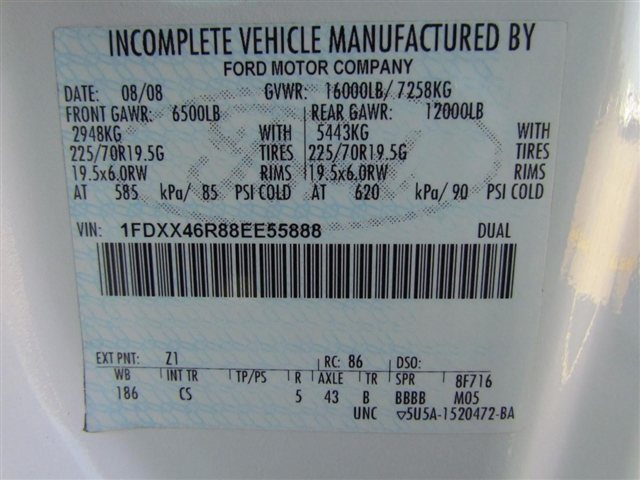 INCOMPLETE VEHICLE MANUFACTURED BY
FORD MOTOR COMPANY
DATE: 08/08 GVWR: 16000LB/ 7258KG
FRONT GAWR: 6500LB REAR GAWR: 12000LB
2948KG WITH 5443KG WITH
225/70R19.5G TIRES 225/70R19.5G TIRES
19.5x6.0RW RIMS 19.5x6.0RW RIMS
AT 585 kPa/ 85 PSI COLD AT 620 kPa/ 90 PSI COLD
VIN: 1FDXX46R88EE55888 DUAL
EXT PNT: Z1 RC: 86 DSO:
WB INT TR TP/PS R AXLE TR SPR 8F716
186 CS 5 43 B BBBB M05
UNC ▽5U5A-1520472-BA